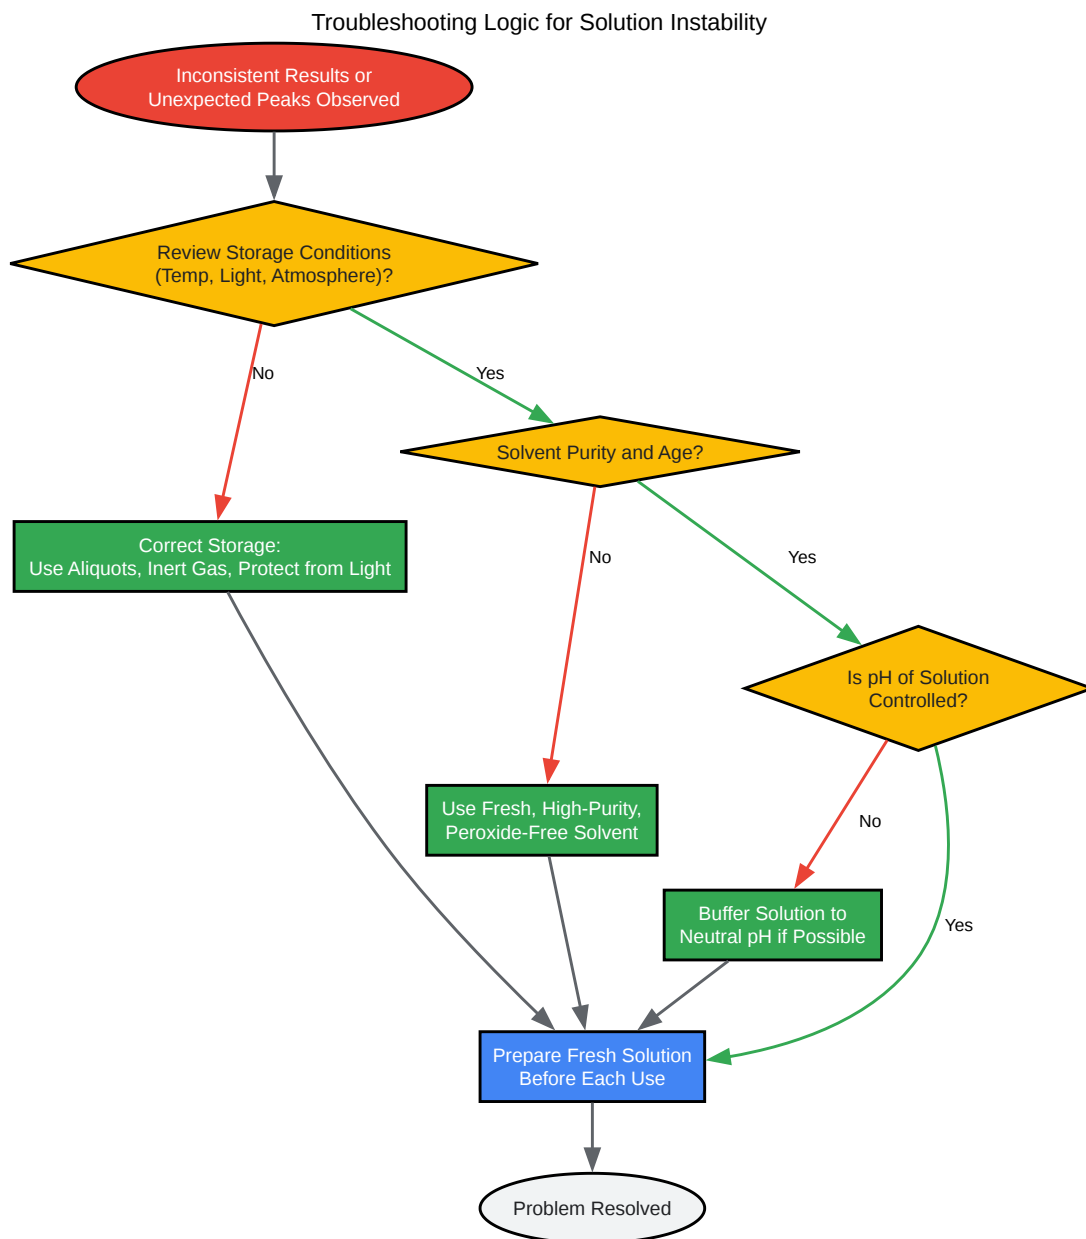 Troubleshooting Logic for Solution Instability
Inconsistent Results or
Unexpected Peaks Observed
Review Storage Conditions
(Temp, Light, Atmosphere)?
No
Yes
Solvent Purity and Age?
Correct Storage:
Use Aliquots, Inert Gas, Protect from Light
No
Yes
Is pH of Solution
Controlled?
Use Fresh, High-Purity,
Peroxide-Free Solvent
No
Buffer Solution to
Neutral pH if Possible
Yes
Prepare Fresh Solution
Before Each Use
Problem Resolved